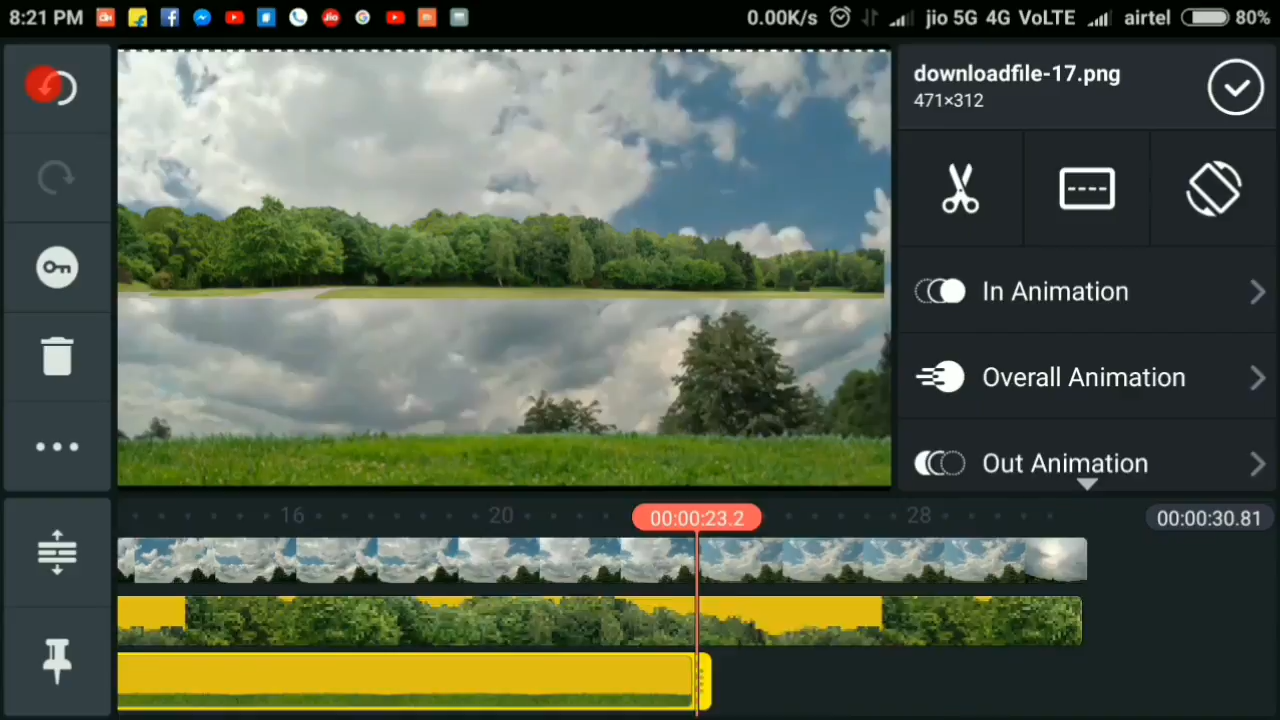 8:21 PM 0.00K/s jio 5G 4G VoLTE airtel 80%
downloadfile-17.png
471×312
In Animation
Overall Animation
Out Animation
16 20 00:00:23.2 28 00:00:30.81